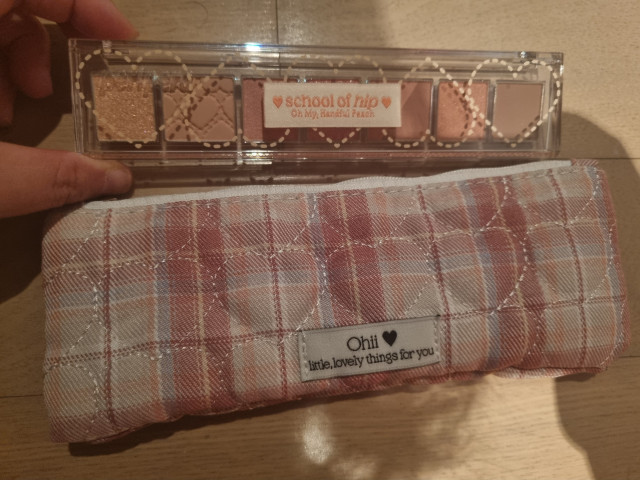 ♥ school of hip ♥
Oh My, Handful Peach
Ohii ♥
little, lovely things for you